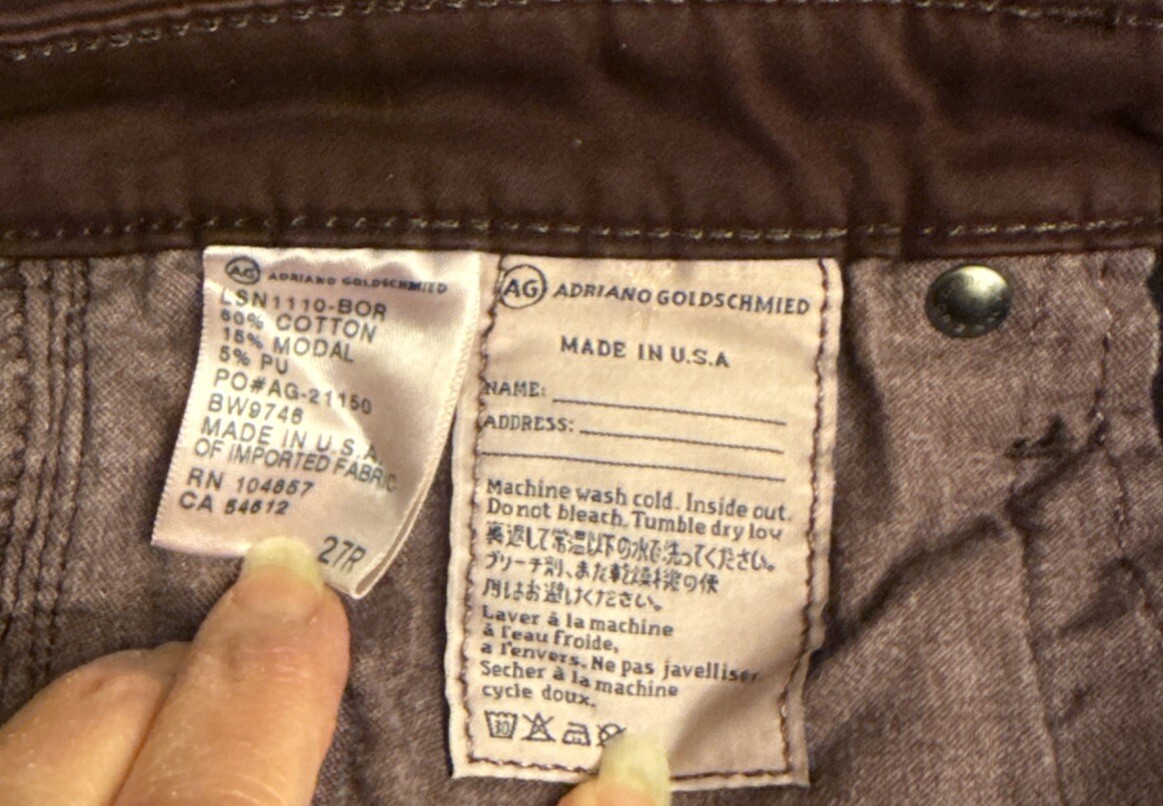 AG ADRIANO GOLDSCHMIED
LSN1110-BOR
60% COTTON
15% MODAL
5% PU
PO#AG-21150
BW9746
MADE IN U.S.A.
OF IMPORTED FABRIC
RN 104857
CA 54612
27R
AG ADRIANO GOLDSCHMIED
MADE IN U.S.A
NAME:
ADDRESS:
Machine wash cold. Inside out.
Do not bleach. Tumble dry low
裏返して常温以下の水で洗ってください。
ブリーチ剤、また乾燥機の使
用はお避けください。
Laver à la machine
à l'eau froide,
a l'envers. Ne pas javelliser
Secher à la machine
cycle doux.
30